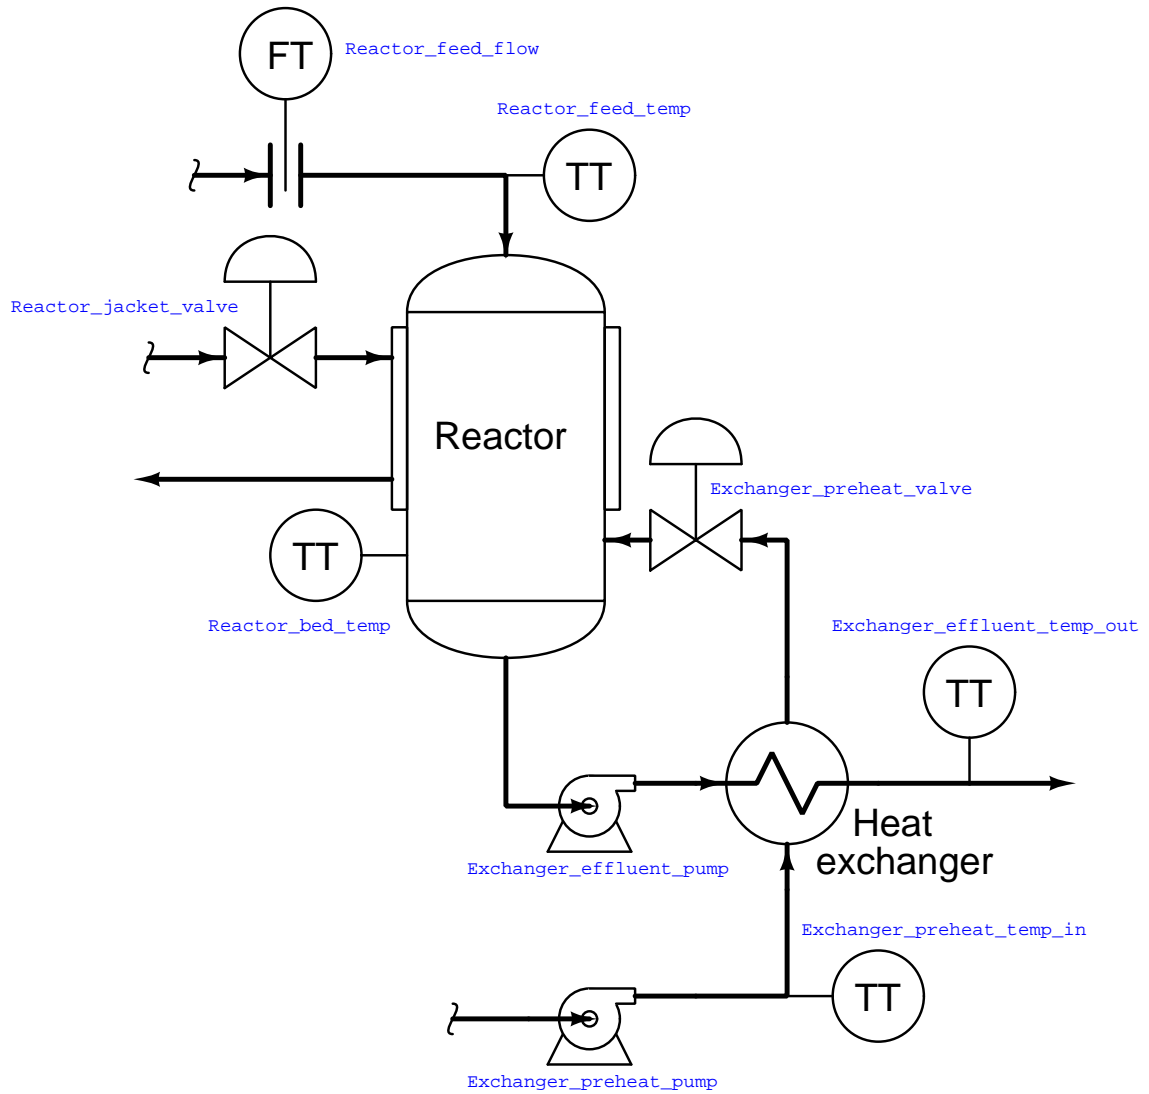 FT
Reactor_feed_flow
Reactor_feed_temp
TT
Reactor_jacket_valve
Reactor
Exchanger_preheat_valve
TT
Reactor_bed_temp
Exchanger_effluent_temp_out
TT
Heat
exchanger
Exchanger_effluent_pump
Exchanger_preheat_temp_in
TT
Exchanger_preheat_pump